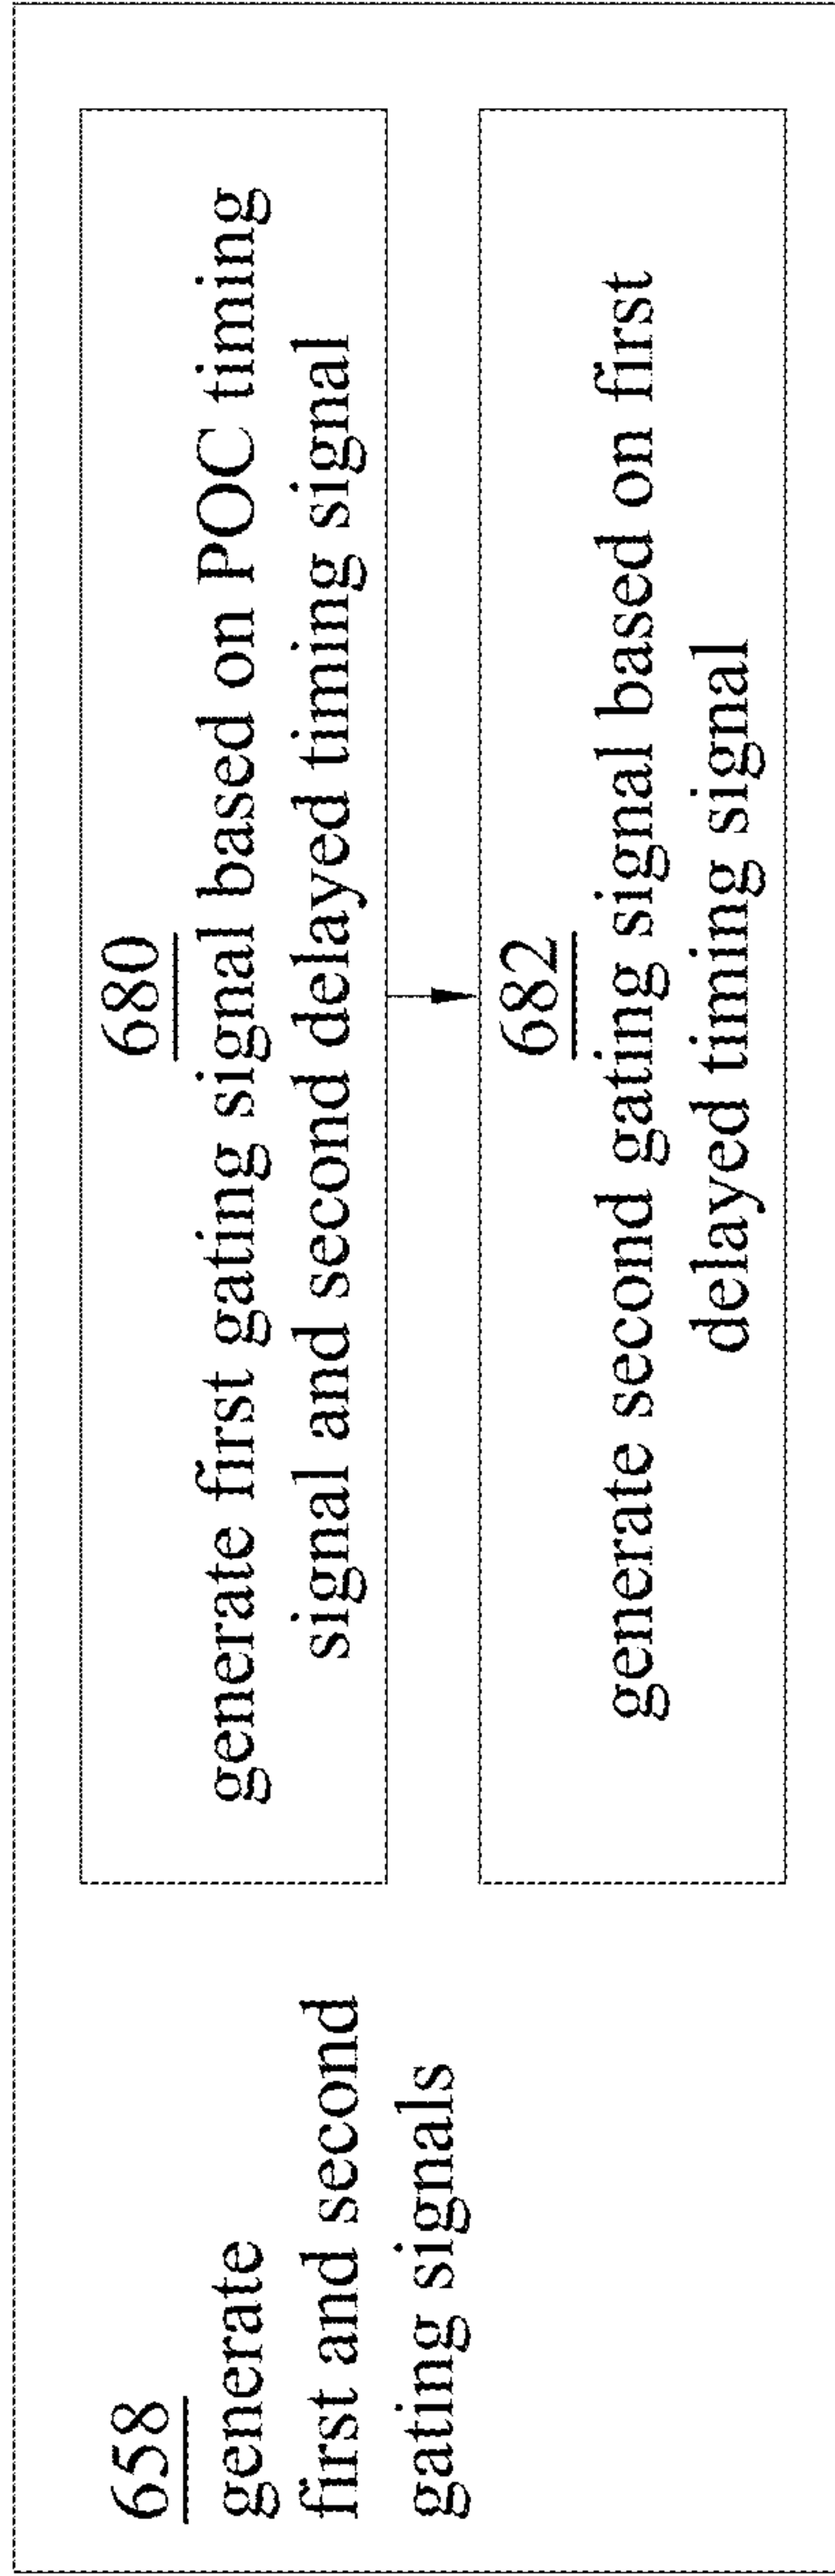 658
generate
first and second
gating signals
680
generate first gating signal based on POC timing
signal and second delayed timing signal
682
generate second gating signal based on first
delayed timing signal